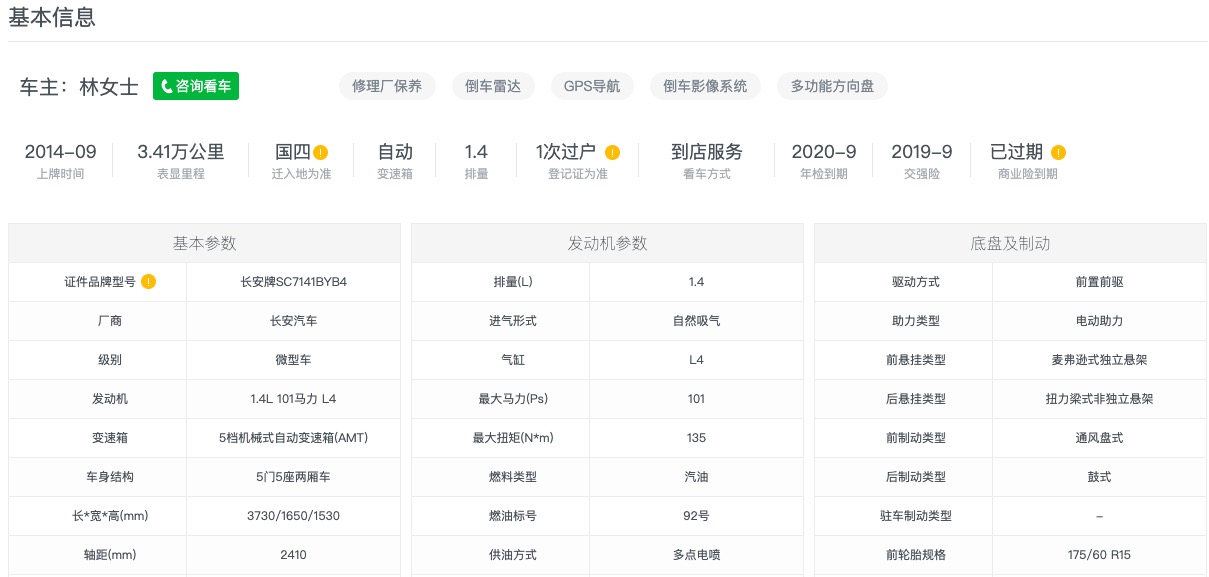 基本信息
车主：林女士 咨询看车 修理厂保养 倒车雷达 GPS导航 倒车影像系统 多功能方向盘
2014-09 3.41万公里 国四 自动 1.4 1次过户 到店服务 2020-9 2019-9 已过期
上牌时间 表显里程 迁入地为准 变速箱 排量 登记证为准 看车方式 年检到期 交强险 商业险到期
基本参数 发动机参数 底盘及制动
证件品牌型号 长安牌SC7141BYB4 排量(L) 1.4 驱动方式 前置前驱
厂商 长安汽车 进气形式 自然吸气 助力类型 电动助力
级别 微型车 气缸 L4 前悬挂类型 麦弗逊式独立悬架
发动机 1.4L 101马力 L4 最大马力(Ps) 101 后悬挂类型 扭力梁式非独立悬架
变速箱 5档机械式自动变速箱(AMT) 最大扭矩(N*m) 135 前制动类型 通风盘式
车身结构 5门5座两厢车 燃料类型 汽油 后制动类型 鼓式
长*宽*高(mm) 3730/1650/1530 燃油标号 92号 驻车制动类型 -
轴距(mm) 2410 供油方式 多点电喷 前轮胎规格 175/60 R15